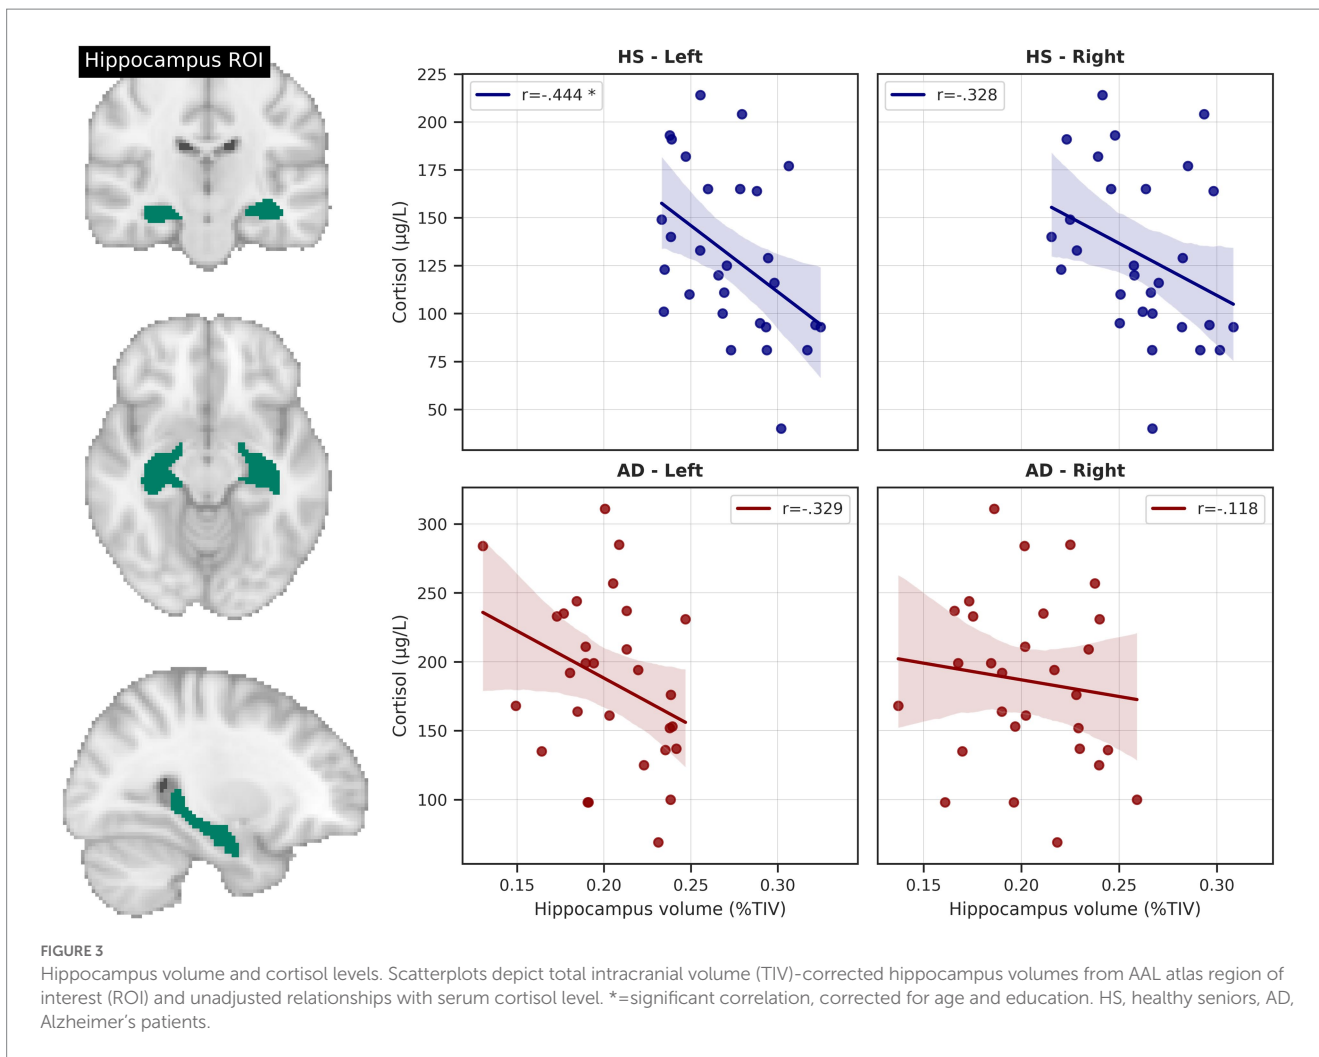 Hippocampus ROI
HS - Left
HS - Right
r=-.444 *
r=-.328
225
200
175
150
125
100
75
50
Cortisol (µg/L)
AD - Left
AD - Right
r=-.329
r=-.118
300
250
200
150
100
Cortisol (µg/L)
0.15 0.20 0.25 0.30
0.15 0.20 0.25 0.30
Hippocampus volume (%TIV)
Hippocampus volume (%TIV)
FIGURE 3
Hippocampus volume and cortisol levels. Scatterplots depict total intracranial volume (TIV)-corrected hippocampus volumes from AAL atlas region of
interest (ROI) and unadjusted relationships with serum cortisol level. *=significant correlation, corrected for age and education. HS, healthy seniors, AD,
Alzheimer's patients.